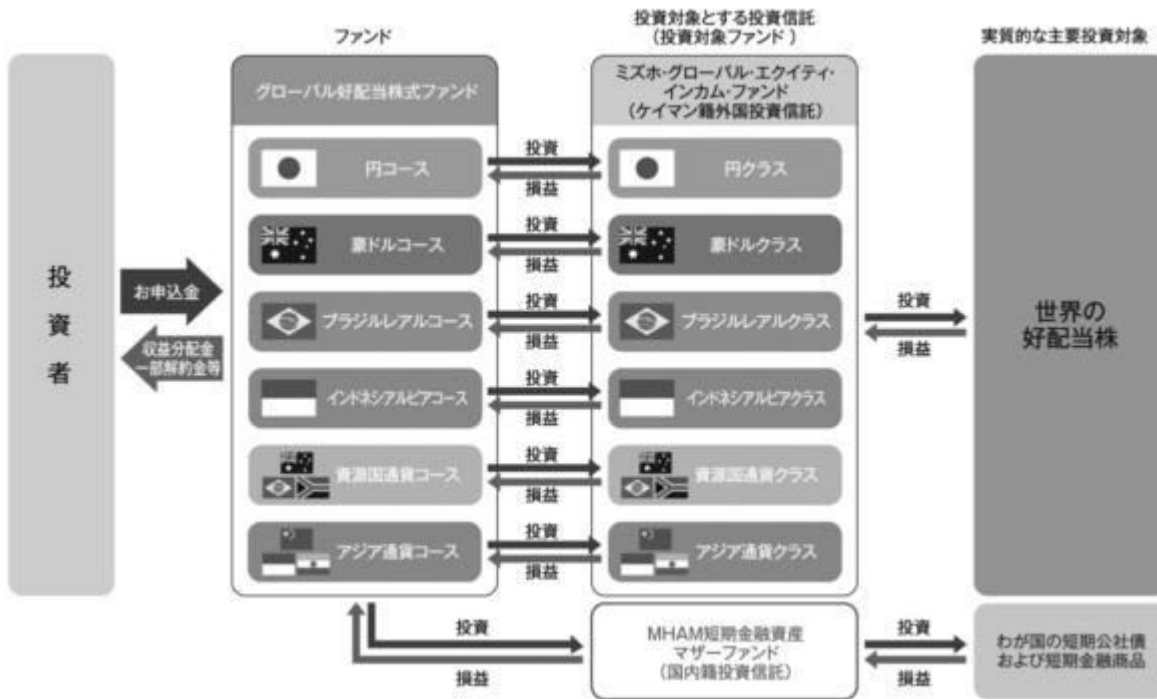 ファンド
投資対象とする投資信託
(投資対象ファンド)
実質的な主要投資対象
投資者
お申込金
収益分配金
一部解約金等
グローバル好配当株式ファンド
ミズホ・グローバル・エクイティ・
インカム・ファンド
(ケイマン籍外国投資信託)
円コース
投資
損益
円クラス
豪ドルコース
投資
損益
豪ドルクラス
ブラジルレアルコース
投資
損益
ブラジルレアルクラス
インドネシアルピアコース
投資
損益
インドネシアルピアクラス
資源国通貨コース
投資
損益
資源国通貨クラス
アジア通貨コース
投資
損益
アジア通貨クラス
投資
損益
世界の
好配当株
投資
損益
MHAM短期金融資産
マザーファンド
(国内籍投資信託)
投資
損益
わが国の短期公社債
および短期金融商品